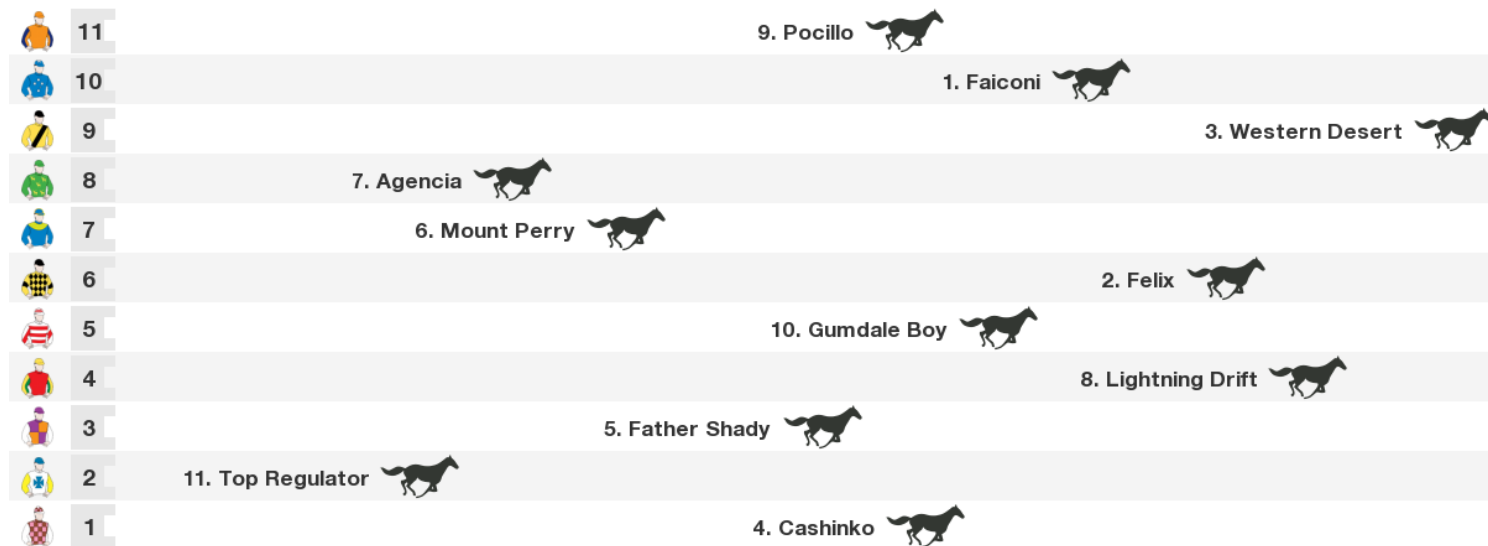 11 9. Pocillo
10 1. Faiconi
9 3. Western Desert
8 7. Agencia
7 6. Mount Perry
6 2. Felix
5 10. Gumdale Boy
4 8. Lightning Drift
3 5. Father Shady
2 11. Top Regulator
1 4. Cashinko